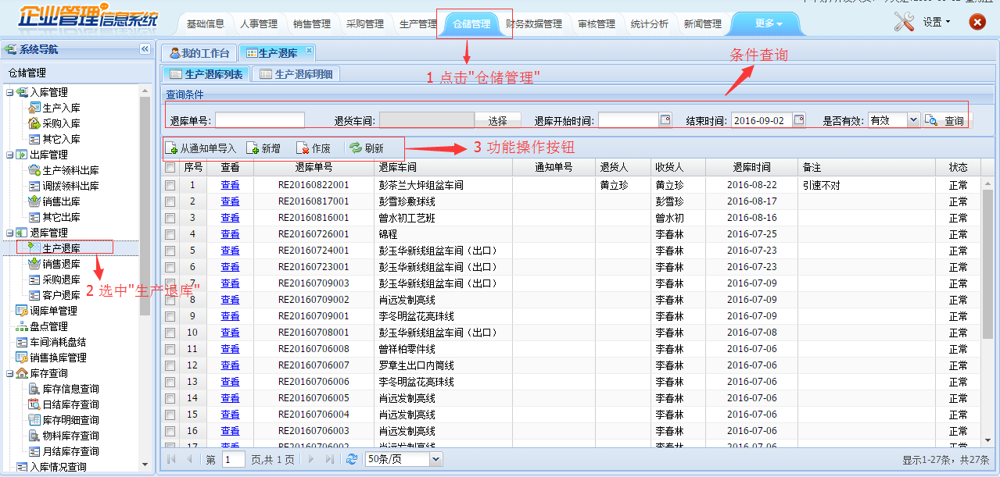 企业管理信息系统
基础信息 人事管理 销售管理 采购管理 生产管理 仓储管理 财务数据管理 审核管理 统计分析 新闻管理 更多 设置
系统导航
我的工作台 生产退库
仓储管理
生产退库列表 生产退库明细
1 点击"仓储管理"
条件查询
查询条件
退库单号: 退货车间: 选择 退库开始时间: 结束时间: 2016-09-02 是否有效: 有效 查询
从通知单导入 新增 作废 刷新
3 功能操作按钮
入库管理
生产入库
采购入库
其它入库
出库管理
生产领料出库
调拨领料出库
销售出库
其它出库
退库管理
生产退库
销售退库
采购退库
客户退库
2 选中"生产退库"
调库单管理
盘点管理
车间消耗盘结
销售换库管理
库存查询
库存信息查询
日结库存查询
库存明细查询
物料库存查询
月结库存查询
入库情况查询
序号 查看 退库单号 退库车间 通知单号 退货人 收货人 退库时间 备注 状态
1 查看 RE20160822001 彭茶兰大坪组盆车间 黄立珍 黄立珍 2016-08-22 引速不对 正常
2 查看 RE20160817001 彭雪珍敷球线 彭雪珍 2016-08-17 正常
3 查看 RE20160816001 曾水初工艺班 曾水初 2016-08-16 正常
4 查看 RE20160726001 锦程 李春林 2016-07-25 正常
5 查看 RE20160724001 彭玉华新线组盆车间（出口） 李春林 2016-07-23 正常
6 查看 RE20160723001 彭玉华新线组盆车间（出口） 李春林 2016-07-23 正常
7 查看 RE20160709003 彭玉华新线组盆车间（出口） 李春林 2016-07-09 正常
8 查看 RE20160709002 肖远发制亮线 李春林 2016-07-09 正常
9 查看 RE20160709001 李冬明盆花亮珠线 李春林 2016-07-09 正常
10 查看 RE20160708001 彭玉华新线组盆车间（出口） 李春林 2016-07-08 正常
11 查看 RE20160706008 曾祥柏零件线 李春林 2016-07-06 正常
12 查看 RE20160706007 罗章生出口内筒线 李春林 2016-07-06 正常
13 查看 RE20160706006 李冬明盆花亮珠线 李春林 2016-07-06 正常
14 查看 RE20160706005 肖远发制亮线 李春林 2016-07-06 正常
15 查看 RE20160706004 肖远发制亮线 李春林 2016-07-06 正常
16 查看 RE20160706003 肖远发制亮线 李春林 2016-07-06 正常
17 查看 RE20160706002 肖远发制亮线 李春林 2016-07-06 正常
第 1 页,共 1 页 50条/页 显示1-27条，共27条